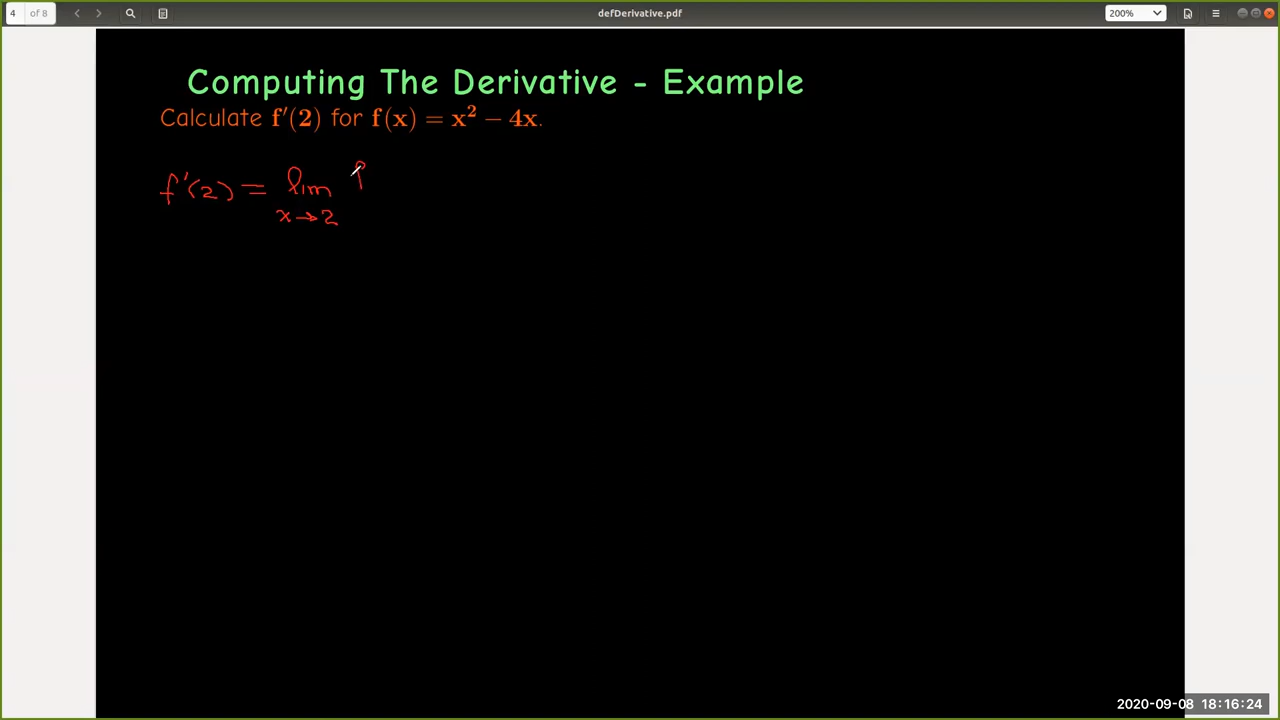 4 of 8
defDerivative.pdf
200%
Computing The Derivative - Example
Calculate f′(2) for f(x) = x² − 4x.
f'(2) = lim f
x→2
2020-09-08 18:16:24